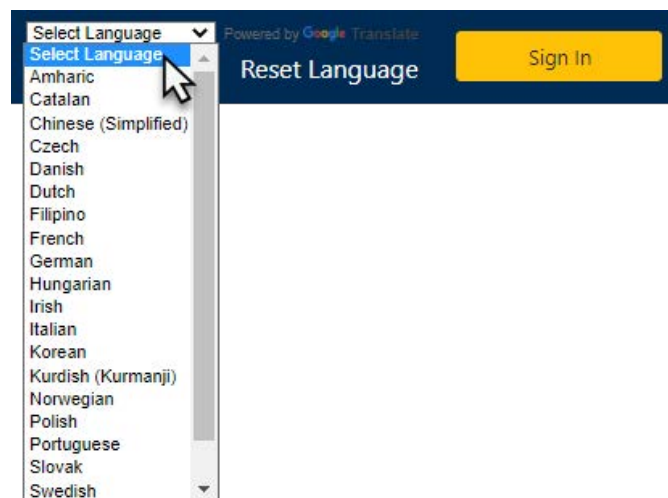 Select Language
Powered by Google Translate
Reset Language
Sign In
Select Language
Amharic
Catalan
Chinese (Simplified)
Czech
Danish
Dutch
Filipino
French
German
Hungarian
Irish
Italian
Korean
Kurdish (Kurmanji)
Norwegian
Polish
Portuguese
Slovak
Swedish